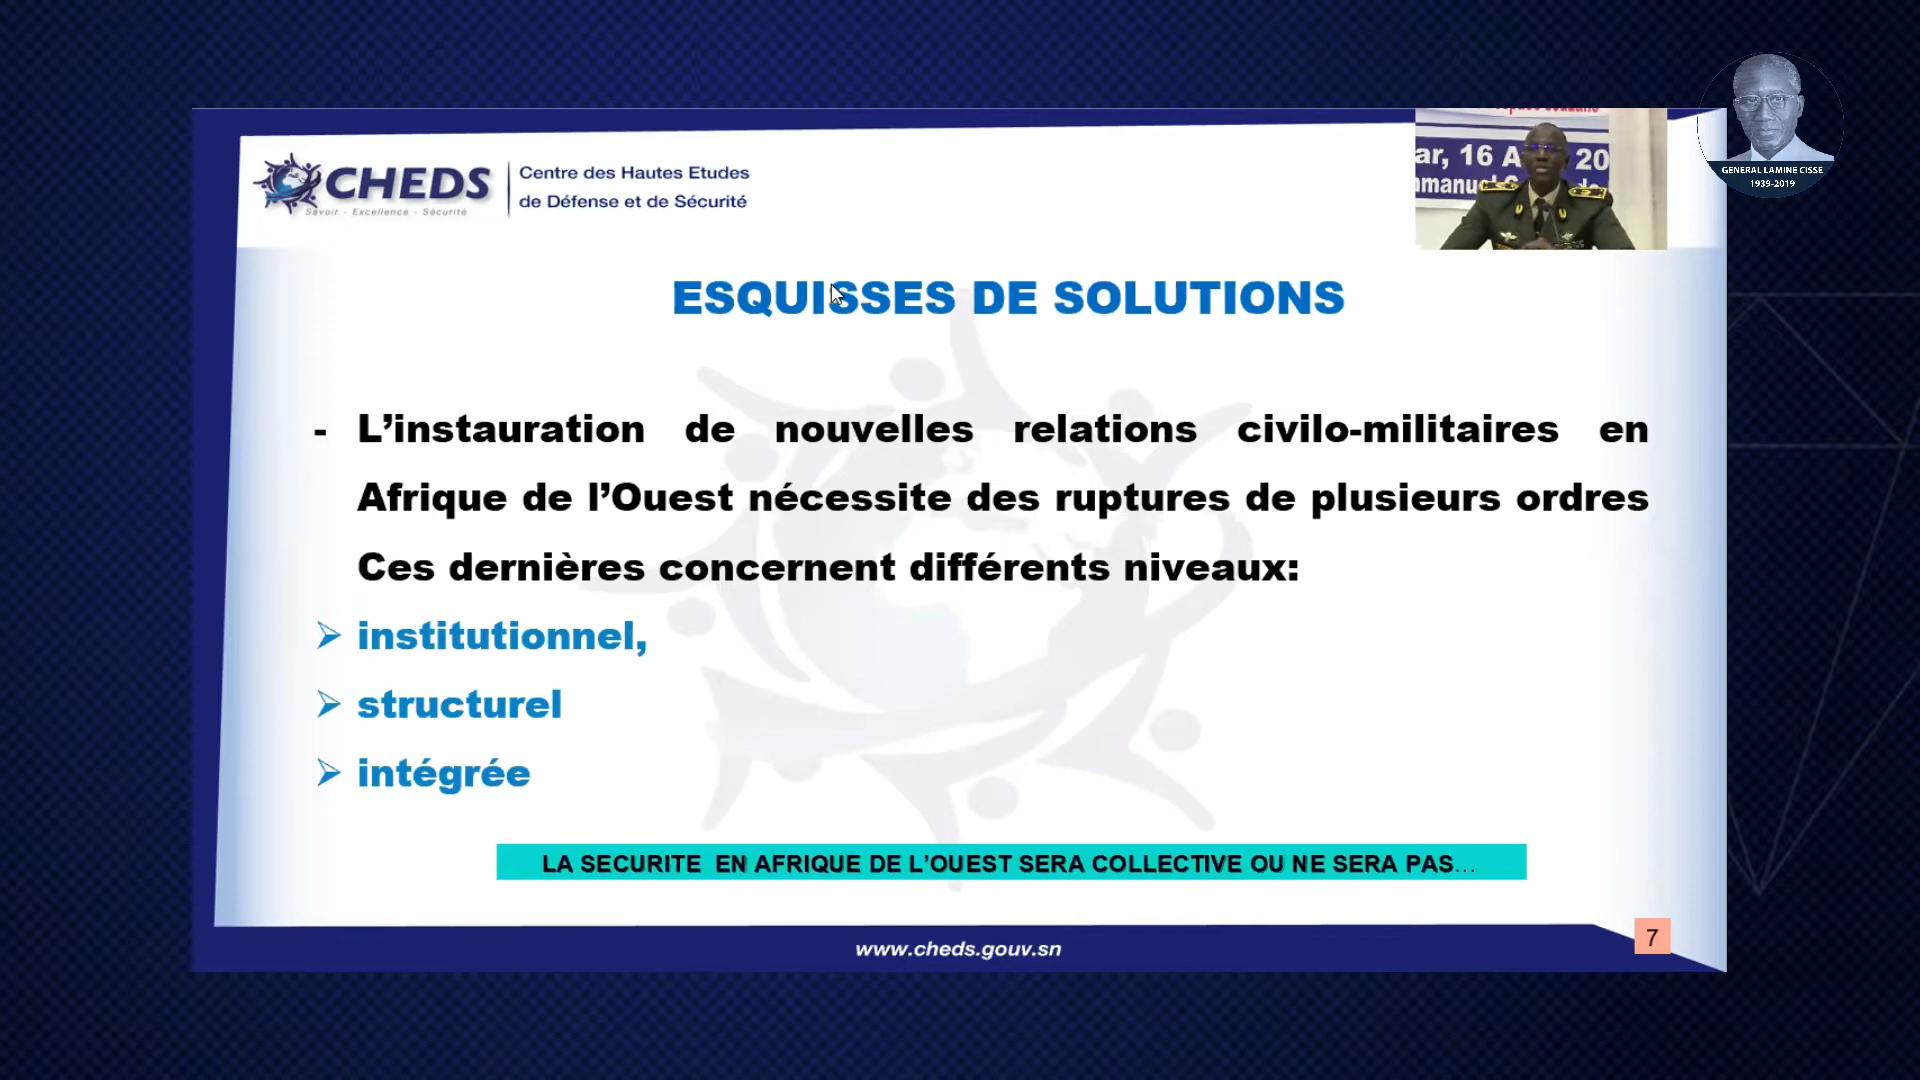 CHEDS
Savoir - Excellence - Sécurité
Centre des Hautes Etudes
de Défense et de Sécurité
ar, 16 A 20
GENERAL LAMINE CISSE
1939-2019
ESQUISSES DE SOLUTIONS
- L’instauration de nouvelles relations civilo-militaires en
Afrique de l’Ouest nécessite des ruptures de plusieurs ordres
Ces dernières concernent différents niveaux:
➢ institutionnel,
➢ structurel
➢ intégrée
LA SECURITE EN AFRIQUE DE L’OUEST SERA COLLECTIVE OU NE SERA PAS…
www.cheds.gouv.sn
7